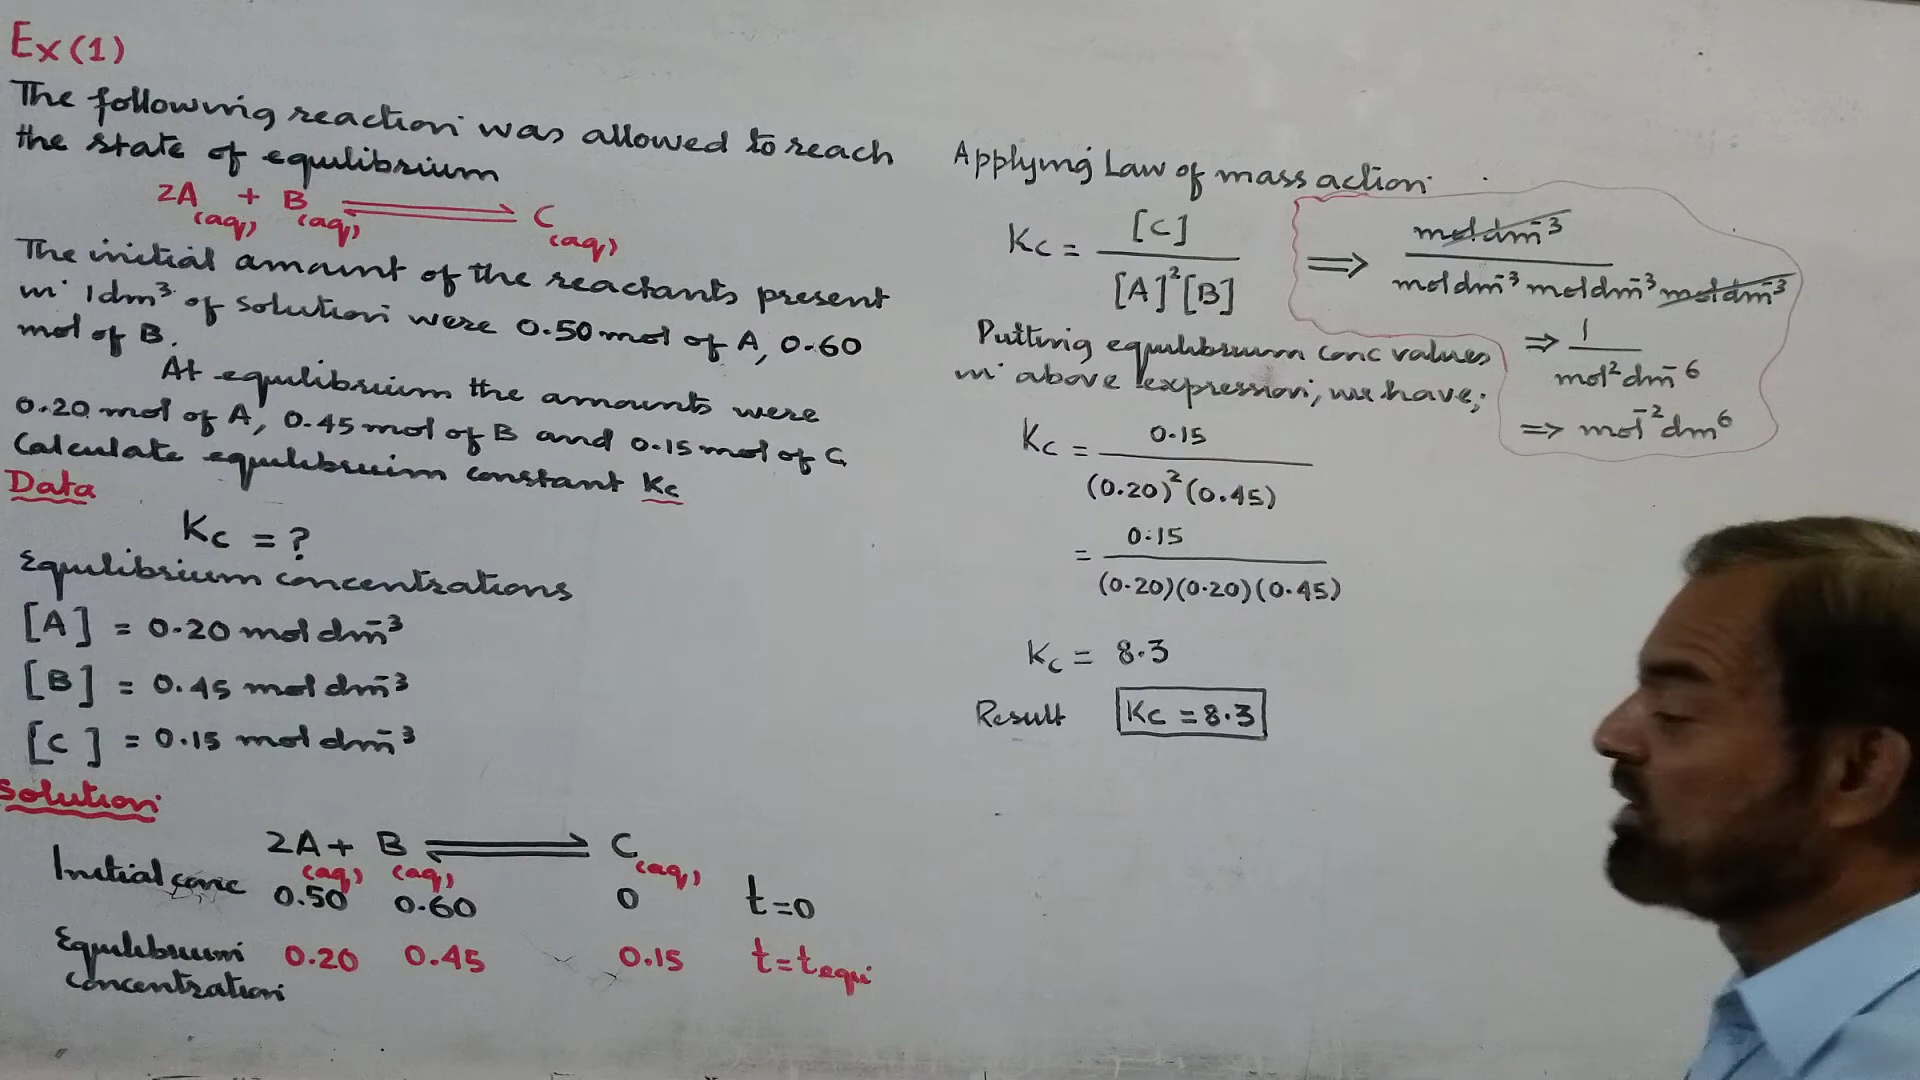 Ex(1)
The following reaction was allowed to reach
the state of equilibrium
2A(aq) + B(aq) ⇌ C(aq)
The initial amount of the reactants present
in 1dm³ of solution were 0.50 mol of A, 0.60
mol of B.
At equilibrium the amounts were
0.20 mol of A, 0.45 mol of B and 0.15 mol of C
Calculate equilibrium constant Kc
Data
Kc = ?
Equilibrium concentrations
[A] = 0.20 mol dm⁻³
[B] = 0.45 mol dm⁻³
[C] = 0.15 mol dm⁻³
Solution
2A(aq) + B(aq) ⇌ C(aq)
Initial conc 0.50 0.60 0 t=0
Equilibrium 0.20 0.45 0.15 t=tequi
concentration
Applying Law of mass action
Kc = [C] / [A]²[B] ⟹ mol dm⁻³ / mol dm⁻³ mol dm⁻³ mol dm⁻³
⇒ 1 / mol² dm⁻⁶
⇒ mol⁻² dm⁶
Putting equilibrium conc values
in above expression, we have;
Kc = 0.15 / (0.20)²(0.45)
= 0.15 / (0.20)(0.20)(0.45)
Kc = 8.3
Result Kc = 8.3